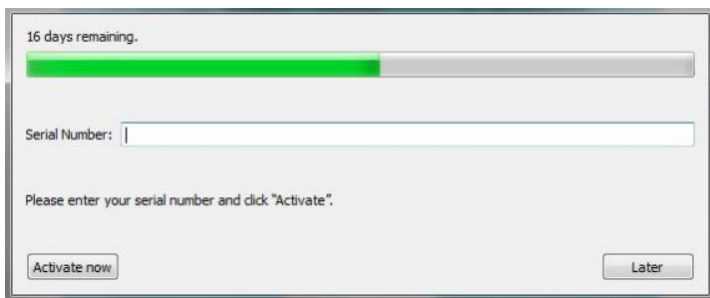 16 days remaining.
Serial Number:
Please enter your serial number and click “Activate”.
Activate now
Later